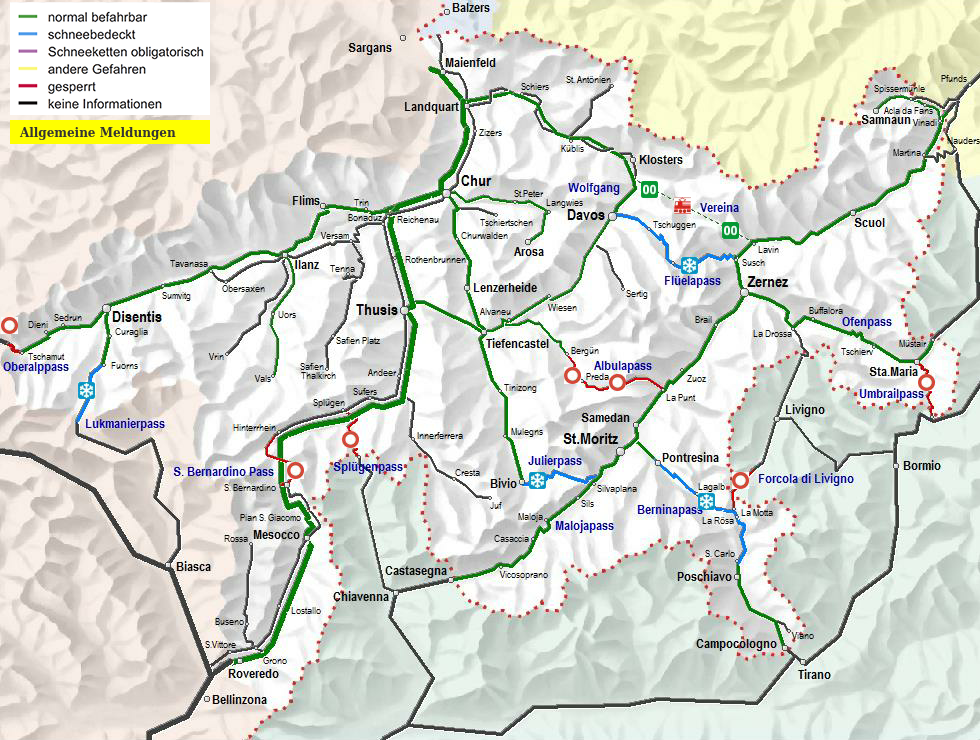 normal befahrbar
schneebedeckt
Schneeketten obligatorisch
andere Gefahren
gesperrt
keine Informationen
Allgemeine Meldungen
Balzers
Sargans
Maienfeld
Pfunds
St. Antönien
Schiers
Spissermühle
Landquart
Acla da Fans
Samnaun
Vinadi
Zizers
Nauders
Küblis
Klosters
Martina
Chur
Wolfgang
00
Flims
Trin
St.Peter
Langwies
Vereina
Bonaduz
Reichenau
Tschiertschen
Davos
Tschuggen
00
Scuol
Versam
Churwalden
Arosa
Lavin
Tavanasa
Ilanz
Tenna
Rothenbrunnen
Susch
Flüelapass
Zernez
Obersaxen
Sumvitg
Lenzerheide
Sertig
Thusis
Wiesen
Disentis
Uors
Alvaneu
Buffalora
Ofenpass
Sedrun
Dieni
Brail
Curaglia
La Drossa
Tiefencastel
Safien Platz
Müstair
Tschamut
Vrin
Bergün
Tschierv
Oberalppass
Fuorns
Albulapass
Sta.Maria
Safien
Thalkirch
Andeer
Vals
Preda
Zuoz
Tinizong
Umbrailpass
Sufers
La Punt
Splügen
Livigno
Samedan
Lukmanierpass
Hinterrhein
Mulegns
Innerferrera
St.Moritz
Pontresina
Julierpass
Bormio
S. Bernardino Pass
Splügenpass
Cresta
Forcola di Livigno
Bivio
S. Bernardino
Silvaplana
Lagalb
Juf
Sils
Berninapass
La Motta
Pian S. Giacomo
Maloja
La Rösa
Malojapass
Mesocco
Rossa
Casaccia
S. Carlo
Biasca
Castasegna
Vicosoprano
Poschiavo
Chiavenna
Lostallo
Buseno
Viano
S.Vittore
Campocologno
Grono
Roveredo
Tirano
Bellinzona